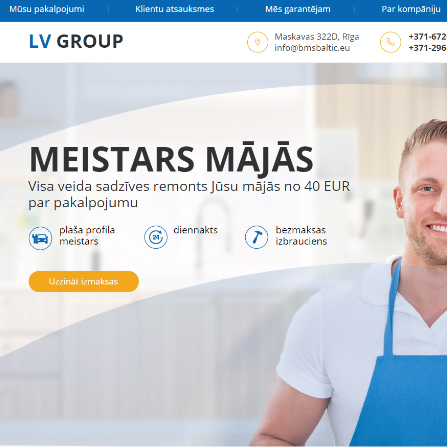 Mūsu pakalpojumi
Klientu atsauksmes
Mēs garantējam
Par kompāniju
LV GROUP
Maskavas 322D, Rīga
info@bmsbaltic.eu
+371-672
+371-296
MEISTARS MĀJĀS
Visa veida sadzīves remonts Jūsu mājās no 40 EUR
par pakalpojumu
plaša profila
meistars
24
diennakts
bezmaksas
izbrauciens
Uzzināt izmaksas